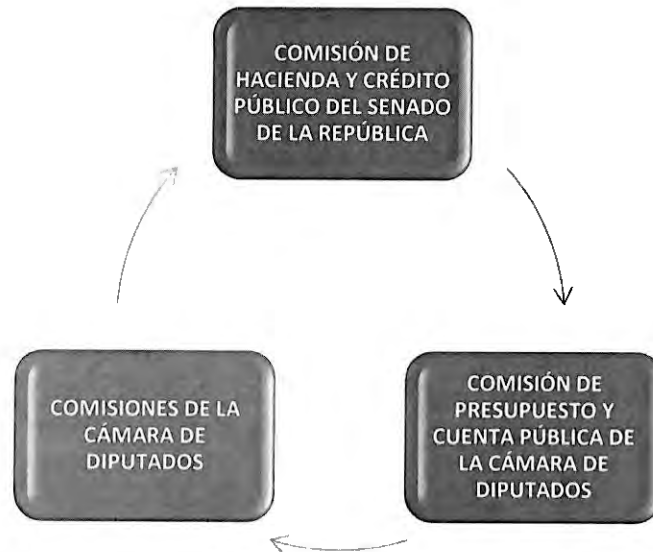 COMISIÓN DE
HACIENDA Y CRÉDITO
PÚBLICO DEL SENADO
DE LA REPÚBLICA
COMISIONES DE LA
CÁMARA DE
DIPUTADOS
COMISIÓN DE
PRESUPUESTO Y
CUENTA PÚBLICA DE
LA CÁMARA DE
DIPUTADOS